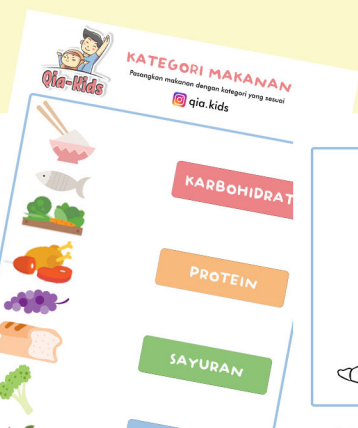 Qia-Kids
KATEGORI MAKANAN
Pasangkan makanan dengan kategori yang sesuai
qia.kids
KARBOHIDRAT
PROTEIN
SAYURAN